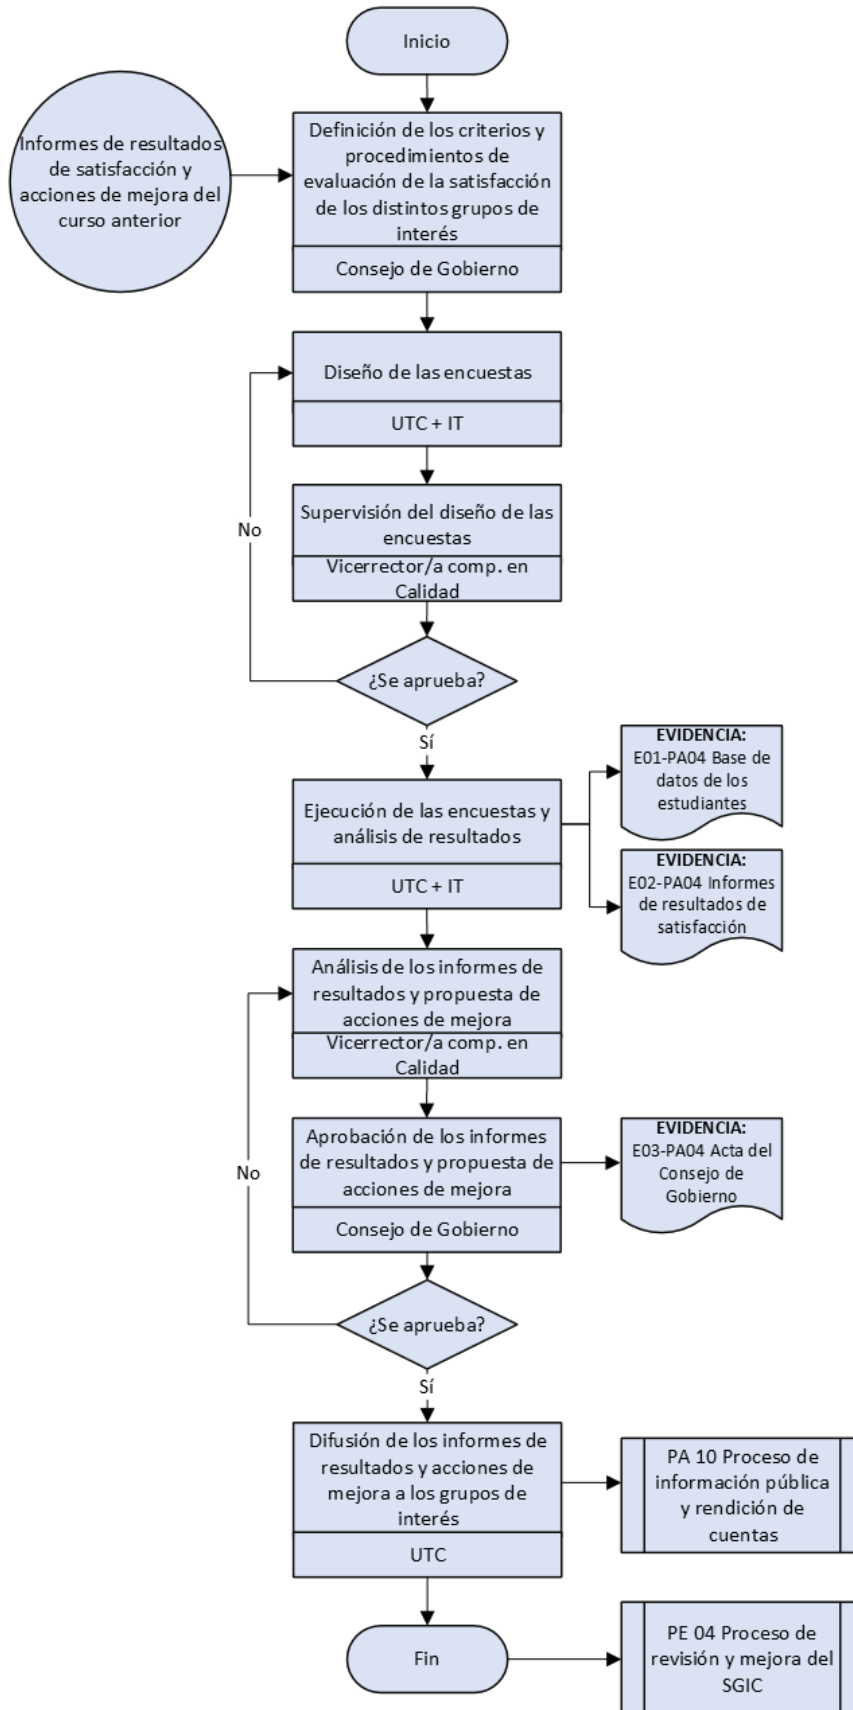 Inicio
Informes de resultados
de satisfacción y
acciones de mejora del
curso anterior
Definición de los criterios y
procedimientos de
evaluación de la satisfacción
de los distintos grupos de
interés
Consejo de Gobierno
Diseño de las encuestas
UTC + IT
Supervisión del diseño de las
encuestas
Vicerrector/a comp. en
Calidad
No
¿Se aprueba?
Sí
Ejecución de las encuestas y
análisis de resultados
UTC + IT
EVIDENCIA:
E01-PA04 Base de
datos de los
estudiantes
EVIDENCIA:
E02-PA04 Informes
de resultados de
satisfacción
Análisis de los informes de
resultados y propuesta de
acciones de mejora
Vicerrector/a comp. en
Calidad
Aprobación de los informes
de resultados y propuesta de
acciones de mejora
Consejo de Gobierno
EVIDENCIA:
E03-PA04 Acta del
Consejo de
Gobierno
No
¿Se aprueba?
Sí
Difusión de los informes de
resultados y acciones de
mejora a los grupos de
interés
UTC
PA 10 Proceso de
información pública
y rendición de
cuentas
Fin
PE 04 Proceso de
revisión y mejora del
SGIC